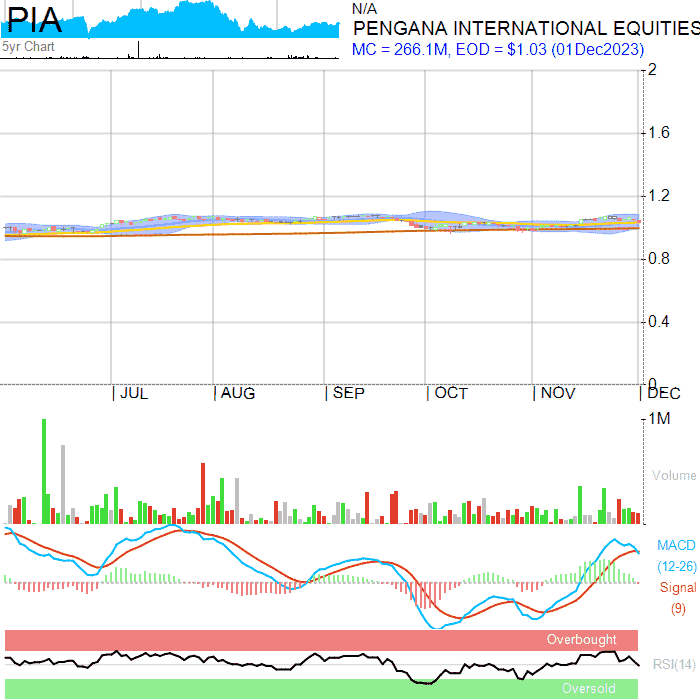 PIA
N/A
PENGANA INTERNATIONAL EQUITIES
5yr Chart
MC = 266.1M, EOD = $1.03 (01Dec2023)
2
1.6
1.2
0.8
0.4
0
JUL AUG SEP OCT NOV DEC
1M
Volume
MACD
(12-26)
Signal
(9)
Overbought
RSI(14)
Oversold